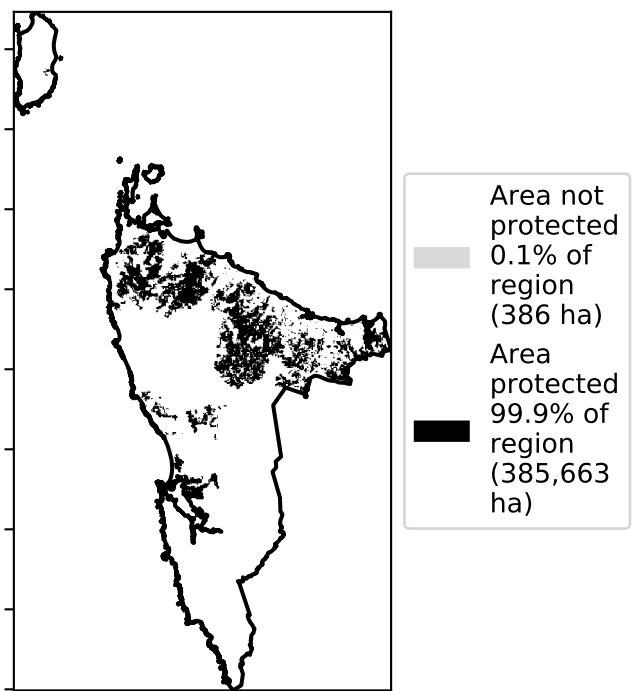 Area not
protected
0.1% of
region
(386 ha)
Area
protected
99.9% of
region
(385,663
ha)